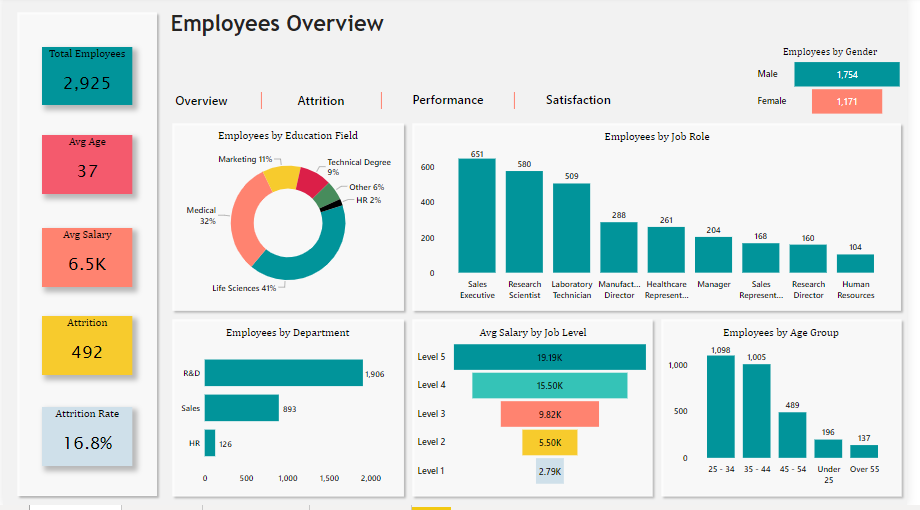 Employees Overview
Total Employees
2,925
Avg Age
37
Avg Salary
6.5K
Attrition
492
Attrition Rate
16.8%
Overview
Attrition
Performance
Satisfaction
Employees by Gender
Male
1,754
Female
1,171
Employees by Education Field
Marketing 11%
Technical Degree
9%
Other 6%
HR 2%
Medical
32%
Life Sciences 41%
Employees by Job Role
600
400
200
0
651
580
509
288
261
204
168
160
104
Sales
Executive
Research
Scientist
Laboratory
Technician
Manufact...
Director
Healthcare
Represent...
Manager
Sales
Represent...
Research
Director
Human
Resources
Employees by Department
R&D
1,906
Sales
893
HR
126
0
500
1,000
1,500
2,000
Avg Salary by Job Level
Level 5
19.19K
Level 4
15.50K
Level 3
9.82K
Level 2
5.50K
Level 1
2.79K
Employees by Age Group
1,000
500
0
1,098
1,005
489
196
137
25 - 34
35 - 44
45 - 54
Under
25
Over 55